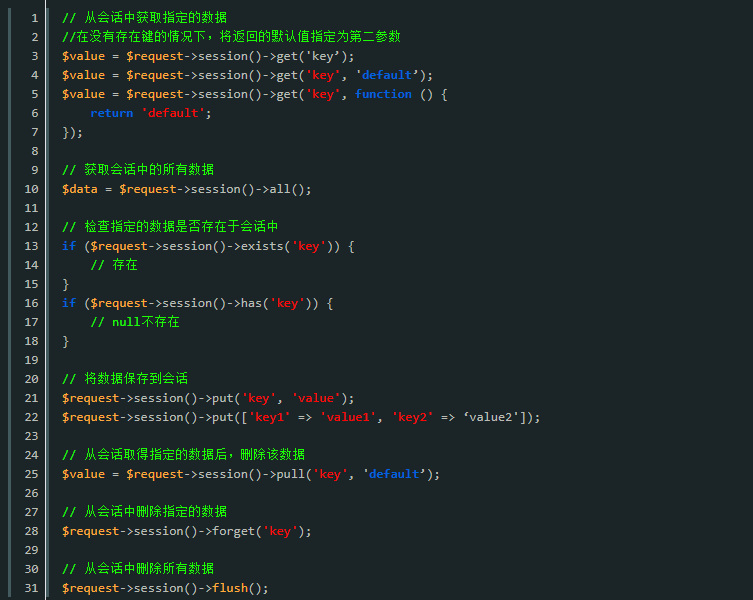 1 // 从会话中获取指定的数据
2 //在没有存在键的情况下，将返回的默认值指定为第二参数
3 $value = $request->session()->get('key’);
4 $value = $request->session()->get('key', 'default’);
5 $value = $request->session()->get('key', function () {
6 return 'default';
7 });
8
9 // 获取会话中的所有数据
10 $data = $request->session()->all();
11
12 // 检查指定的数据是否存在于会话中
13 if ($request->session()->exists('key')) {
14 // 存在
15 }
16 if ($request->session()->has('key')) {
17 // null不存在
18 }
19
20 // 将数据保存到会话
21 $request->session()->put('key', 'value');
22 $request->session()->put(['key1' => 'value1', 'key2' => ‘value2']);
23
24 // 从会话取得指定的数据后，删除该数据
25 $value = $request->session()->pull('key', 'default’);
26
27 // 从会话中删除指定的数据
28 $request->session()->forget('key');
29
30 // 从会话中删除所有数据
31 $request->session()->flush();